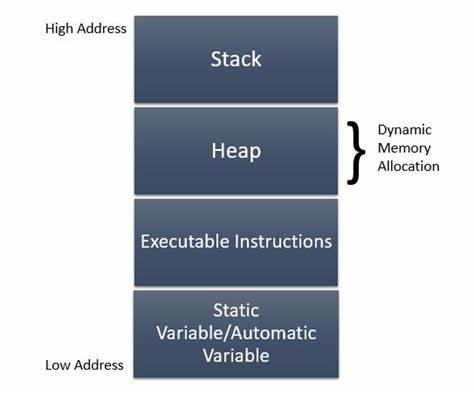 High Address
Stack
Heap
Dynamic
Memory
Allocation
Executable Instructions
Static
Variable/Automatic
Variable
Low Address